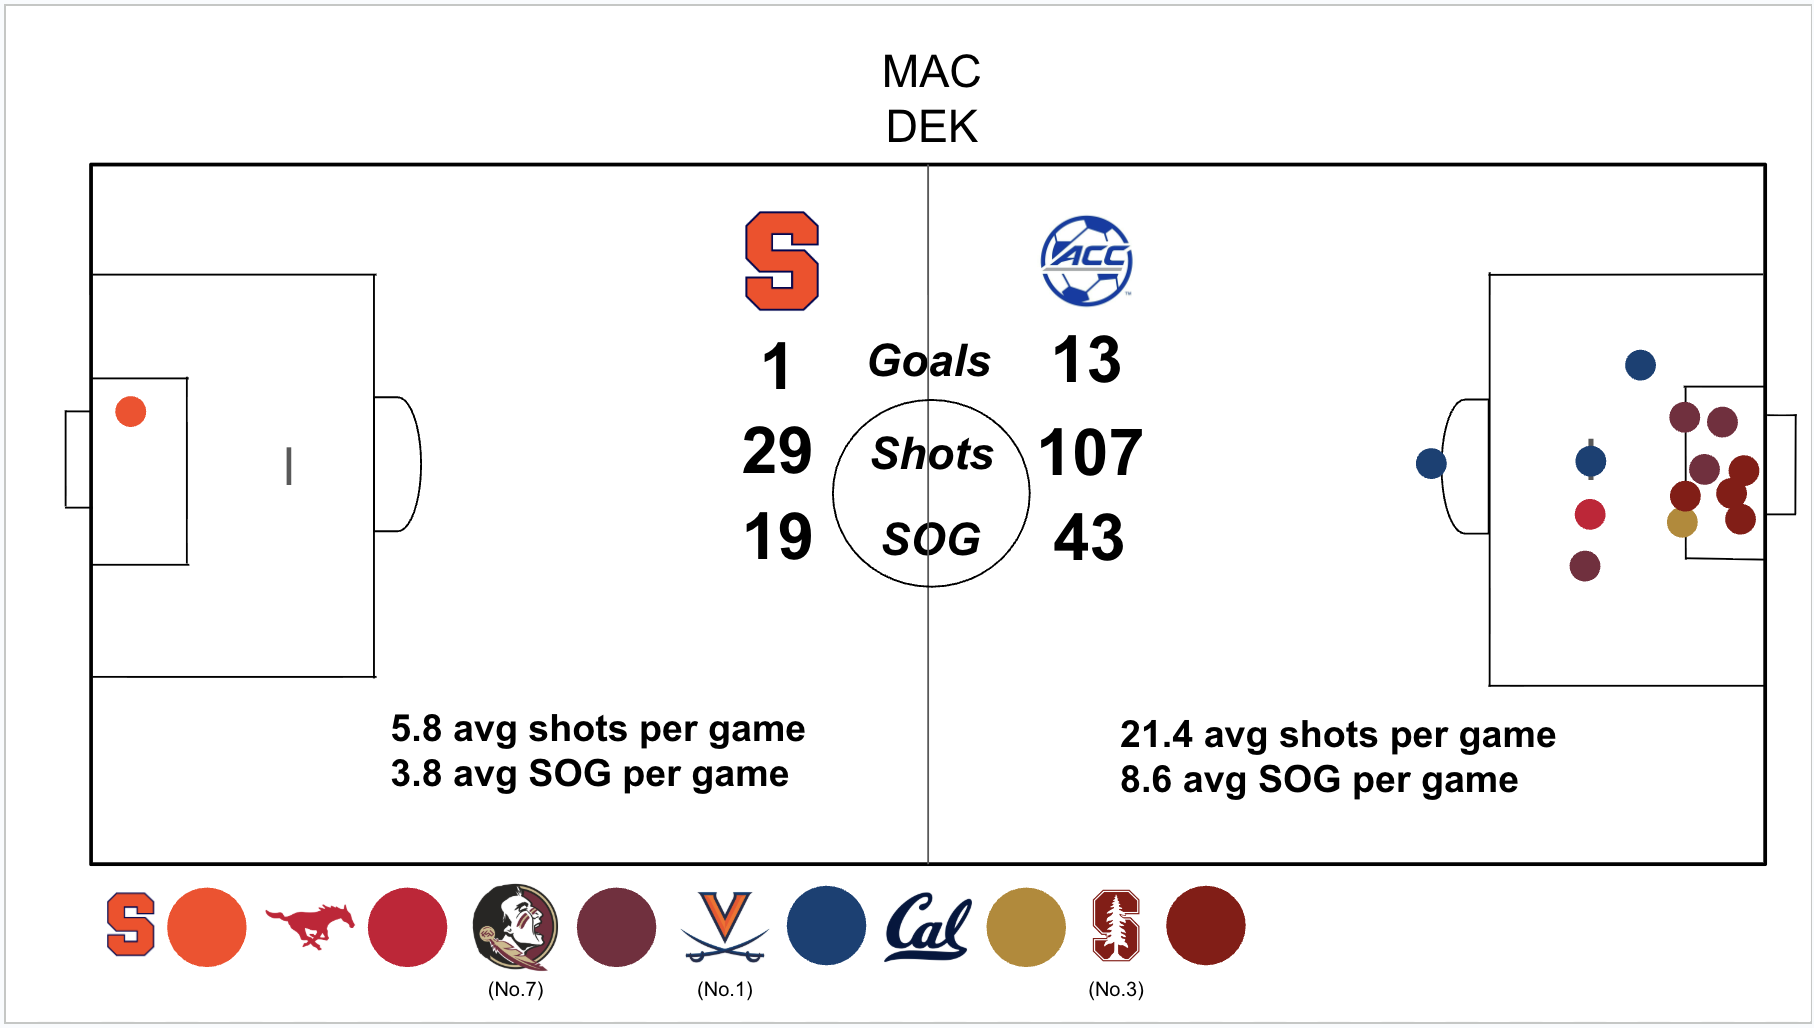 MAC
DEK
S
ACC
™
1 Goals 13
29 Shots 107
19 SOG 43
5.8 avg shots per game
3.8 avg SOG per game
21.4 avg shots per game
8.6 avg SOG per game
S
V
Cal
S
(No.7)
(No.1)
(No.3)